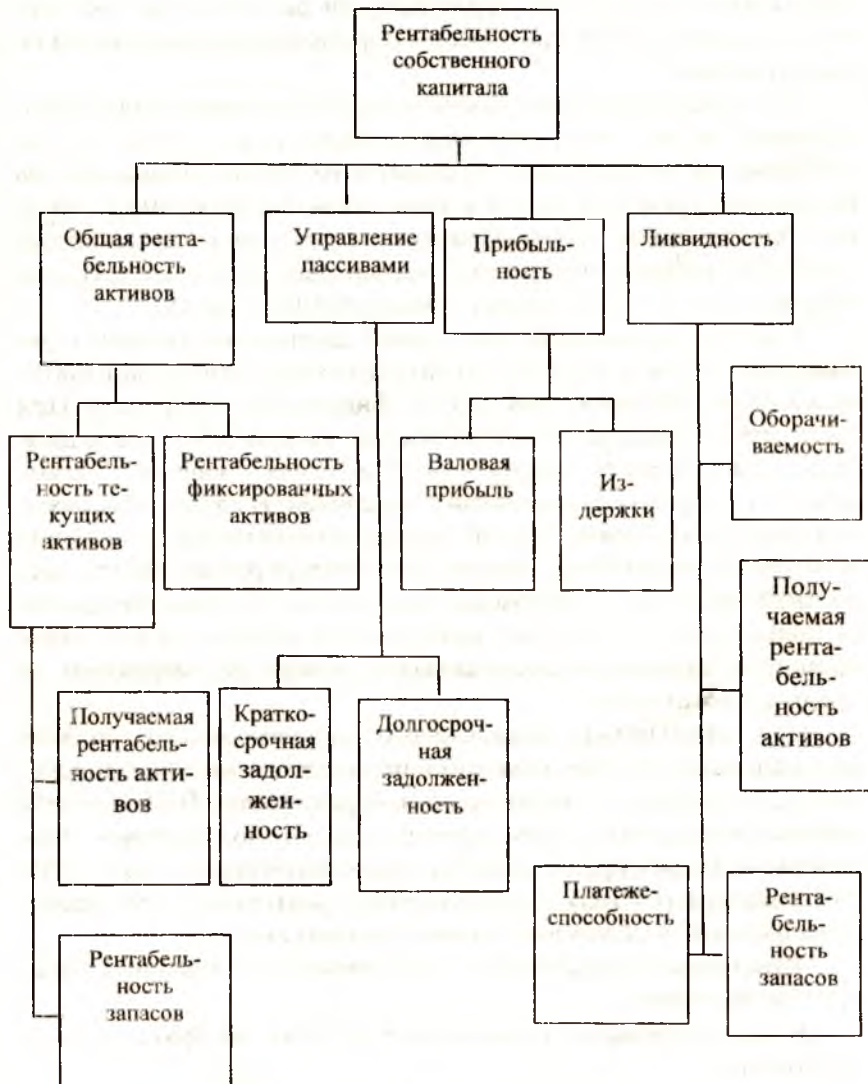 Рентабельность
собственного
капитала
Общая рента-
бельность
активов
Управление
пассивами
Прибыль-
ность
Ликвидность
Рентабель-
ность те-
кущих
активов
Рентабельность
фиксированных
активов
Валовая
прибыль
Из-
держки
Оборачи-
ваемость
Полу-
чаемая
рента-
бель-
ность
активов
Получаемая
рентабель-
ность акти-
вов
Кратко-
срочная
задол-
жен-
ность
Долгосроч-
ная
задолжен-
ность
Платеже-
способность
Рента-
бель-
ность
запасов
Рентабель-
ность
запасов